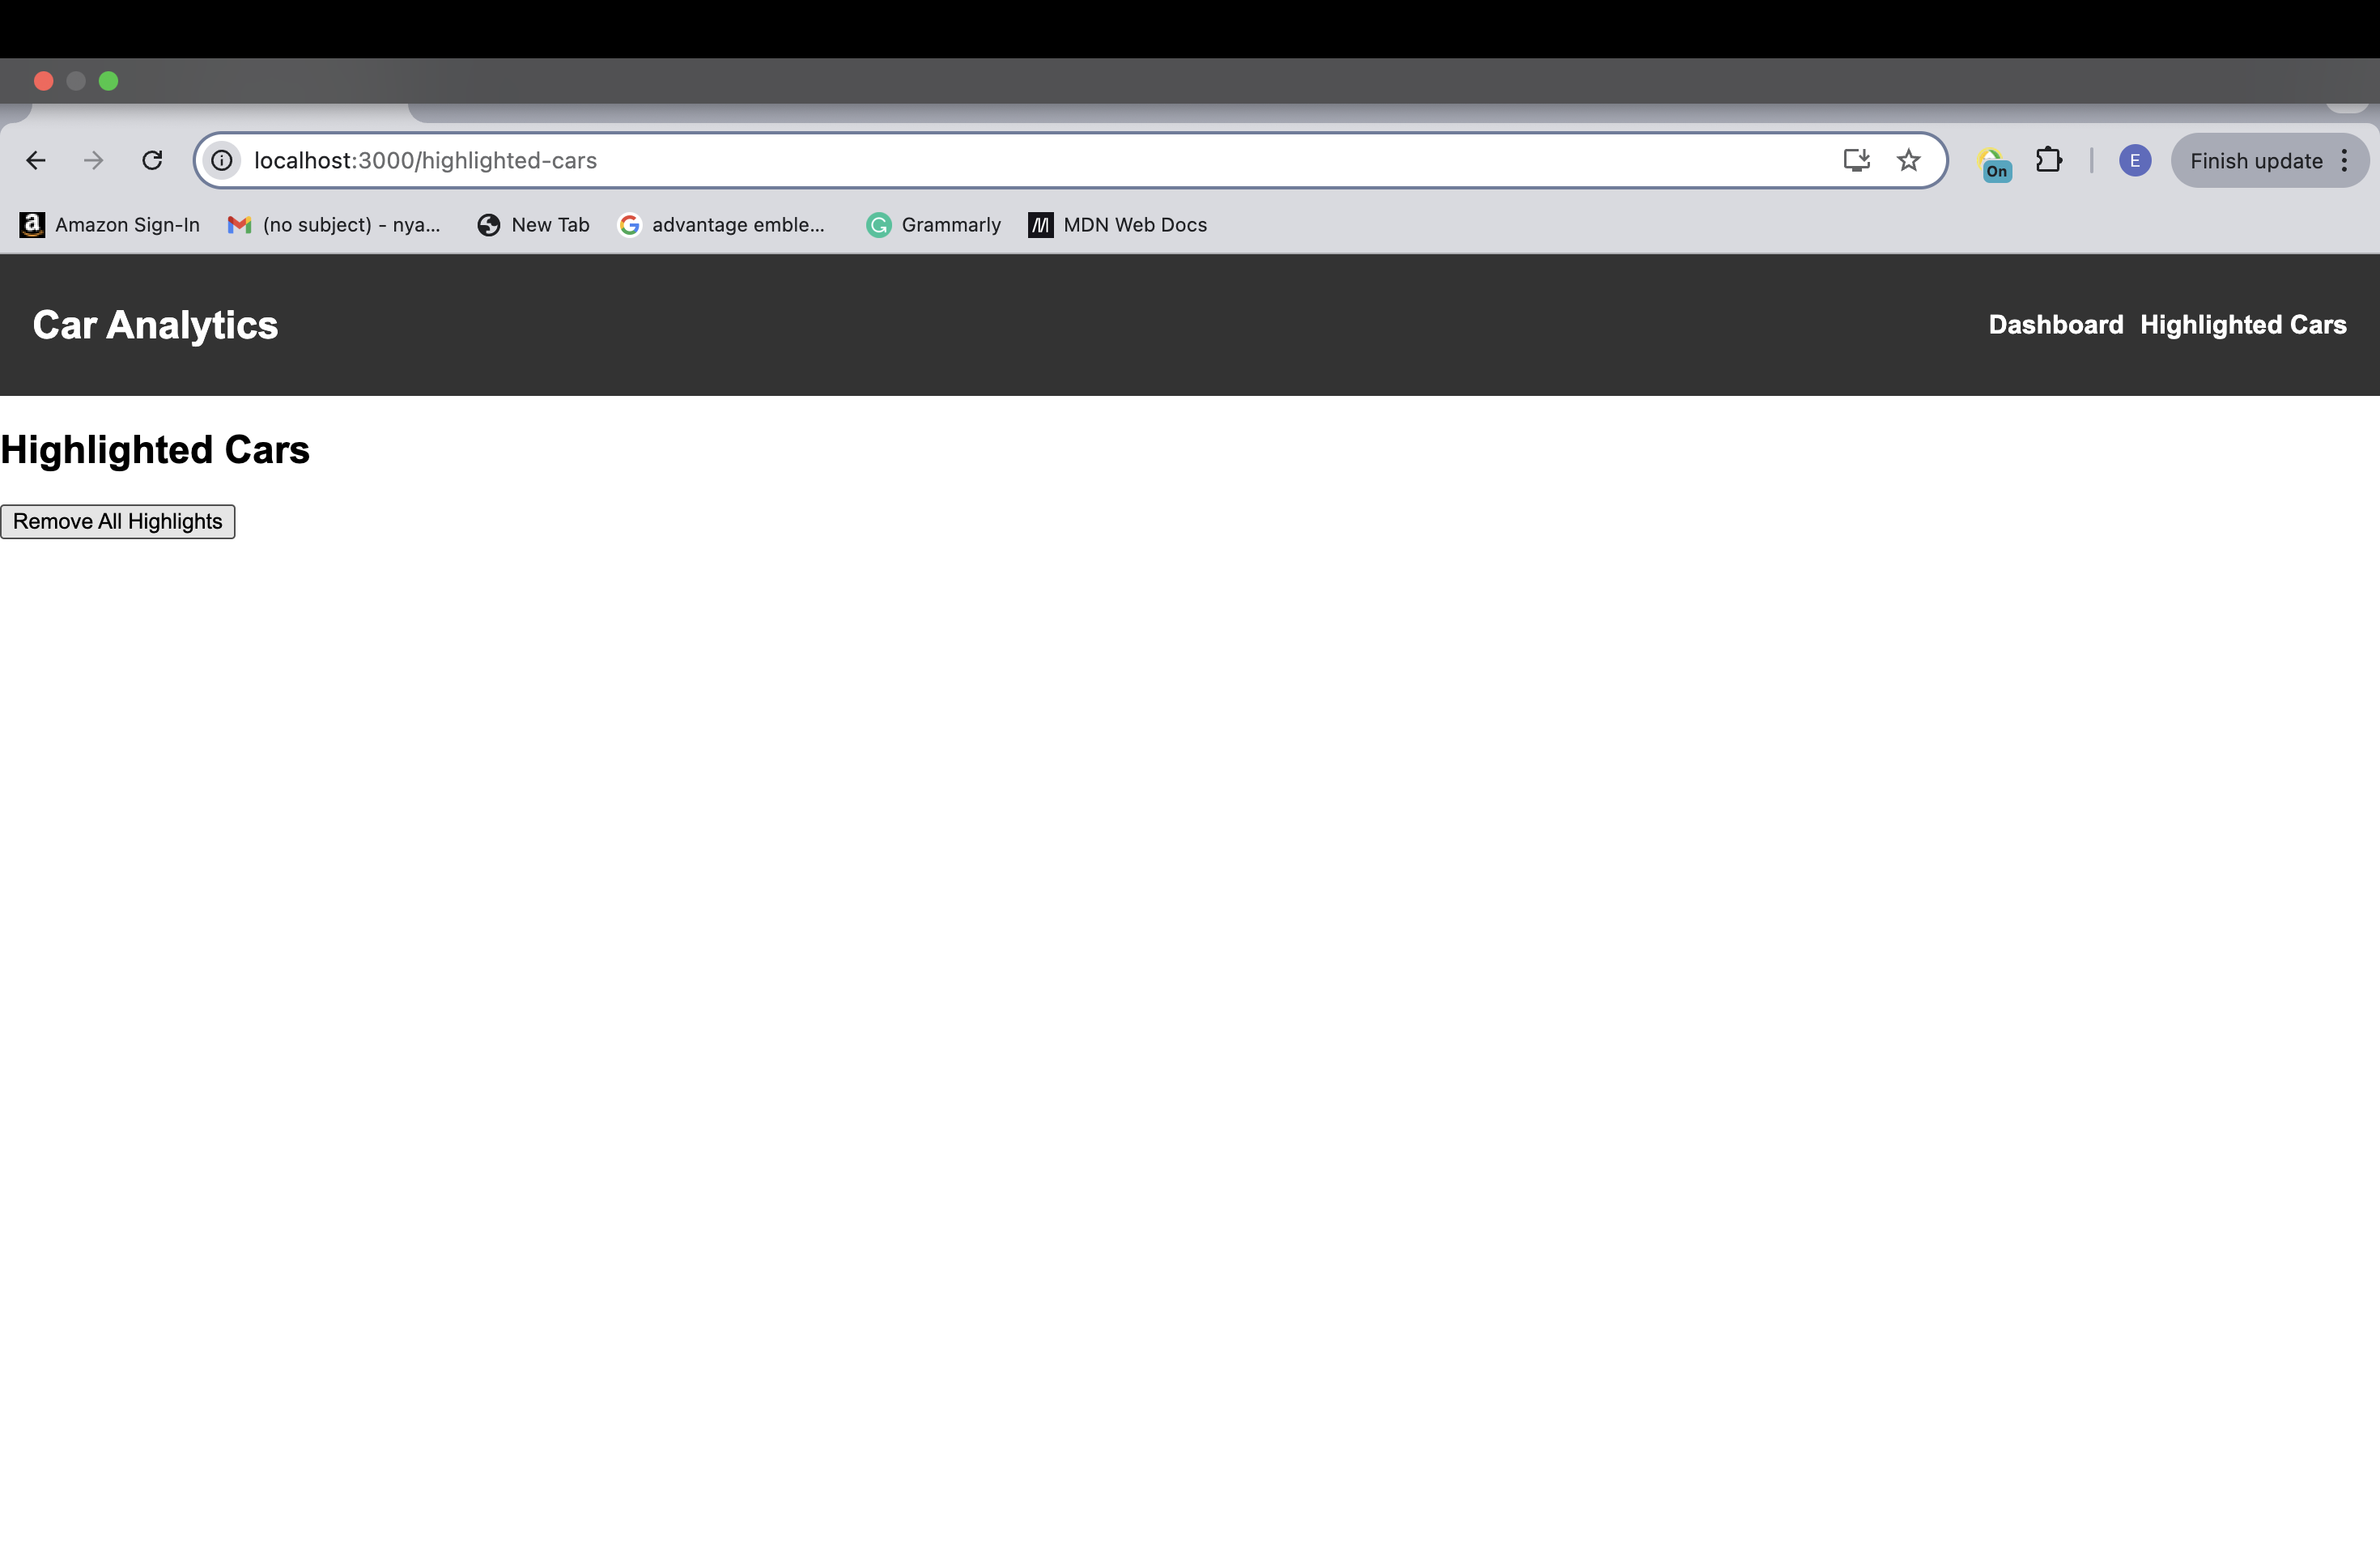 localhost:3000/highlighted-cars
On
E
Finish update
a Amazon Sign-In
(no subject) - nya...
New Tab
advantage emble...
Grammarly
MDN Web Docs
Car Analytics
Dashboard
Highlighted Cars
Highlighted Cars
Remove All Highlights